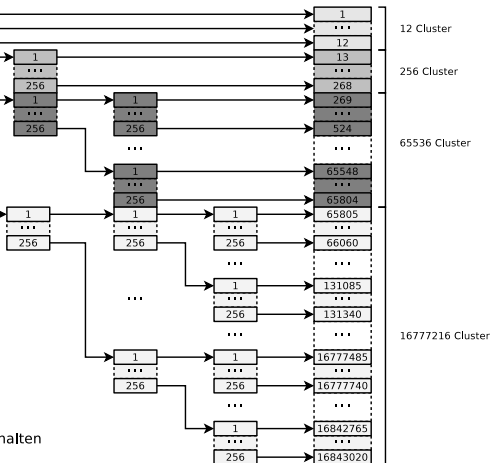 1
... 12 Cluster
12
1 13
... ... 256 Cluster
256 268
1 1 269
... ... ...
256 256 524
... ... 65536 Cluster
1 65548
... ...
256 65804
1 1 1 65805
... ... ... ...
256 256 256 66060
... ...
1 131085
... ... ...
256 131340
... ... 16777216 Cluster
1 1 16777485
... ... ...
256 256 16777740
... ...
1 16842765
... ...
256 16843020